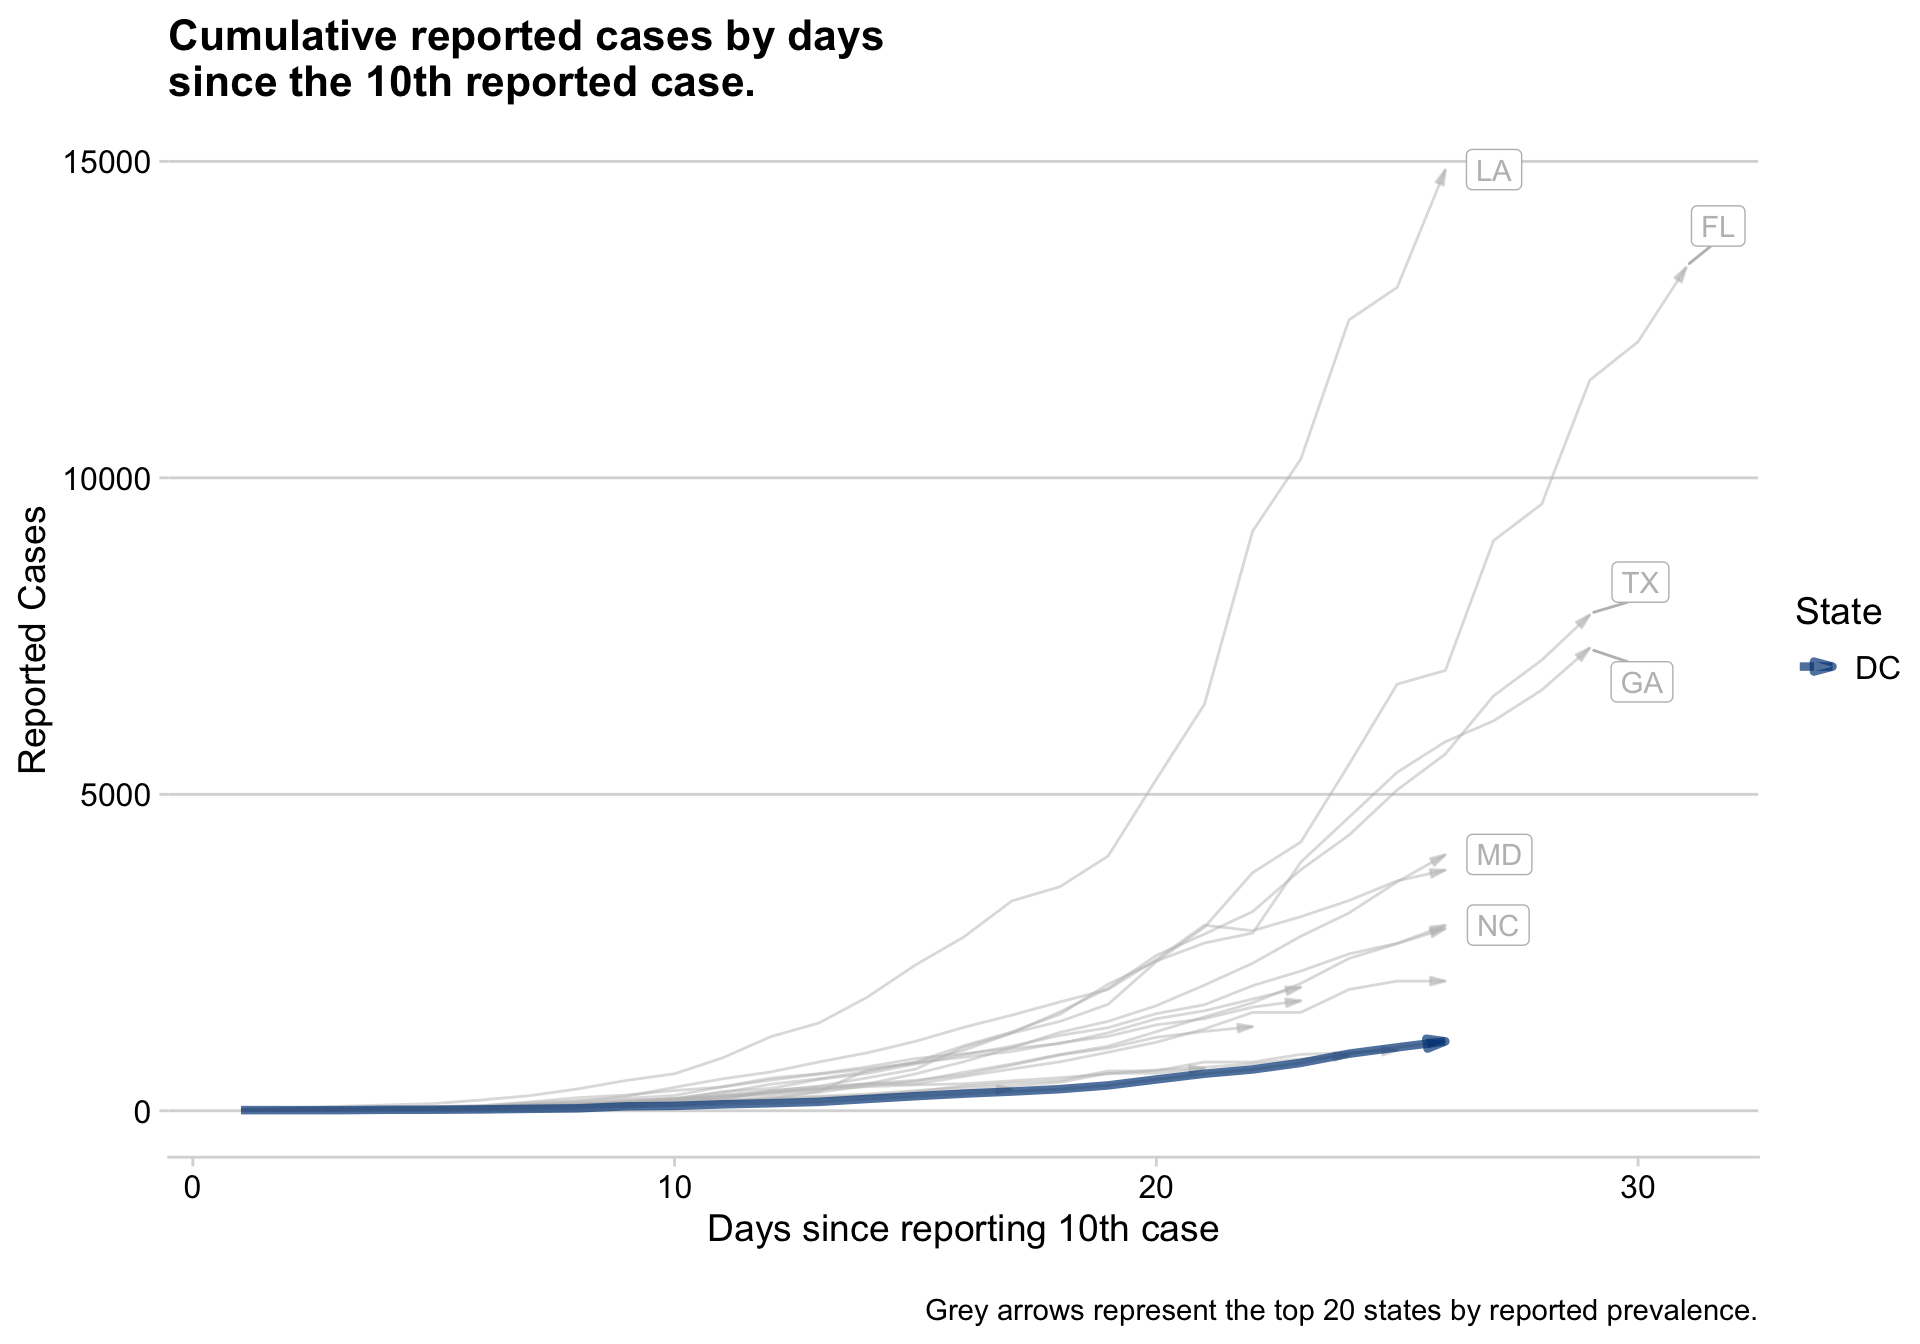 Cumulative reported cases by days
since the 10th reported case.
15000
10000
5000
0
Reported Cases
LA
FL
TX
GA
MD
NC
State
DC
0
10
20
30
Days since reporting 10th case
Grey arrows represent the top 20 states by reported prevalence.